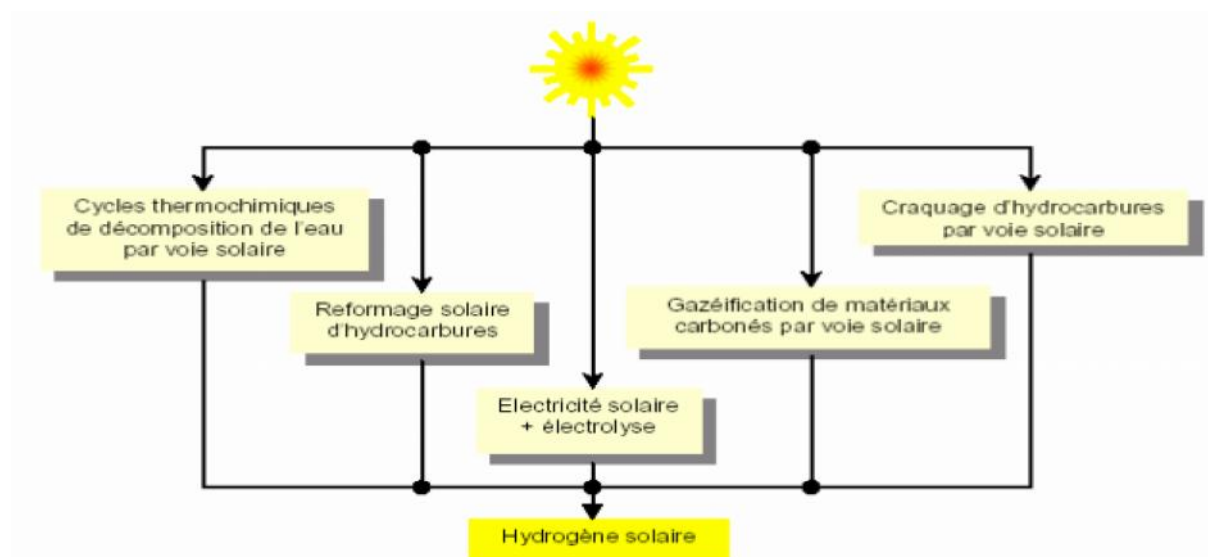 Cycles thermochimiques
de décomposition de l'eau
par voie solaire
Reformage solaire
d'hydrocarbures
Electricité solaire
+ électrolyse
Gazéification de matériaux
carbonés par voie solaire
Craquage d'hydrocarbures
par voie solaire
Hydrogène solaire